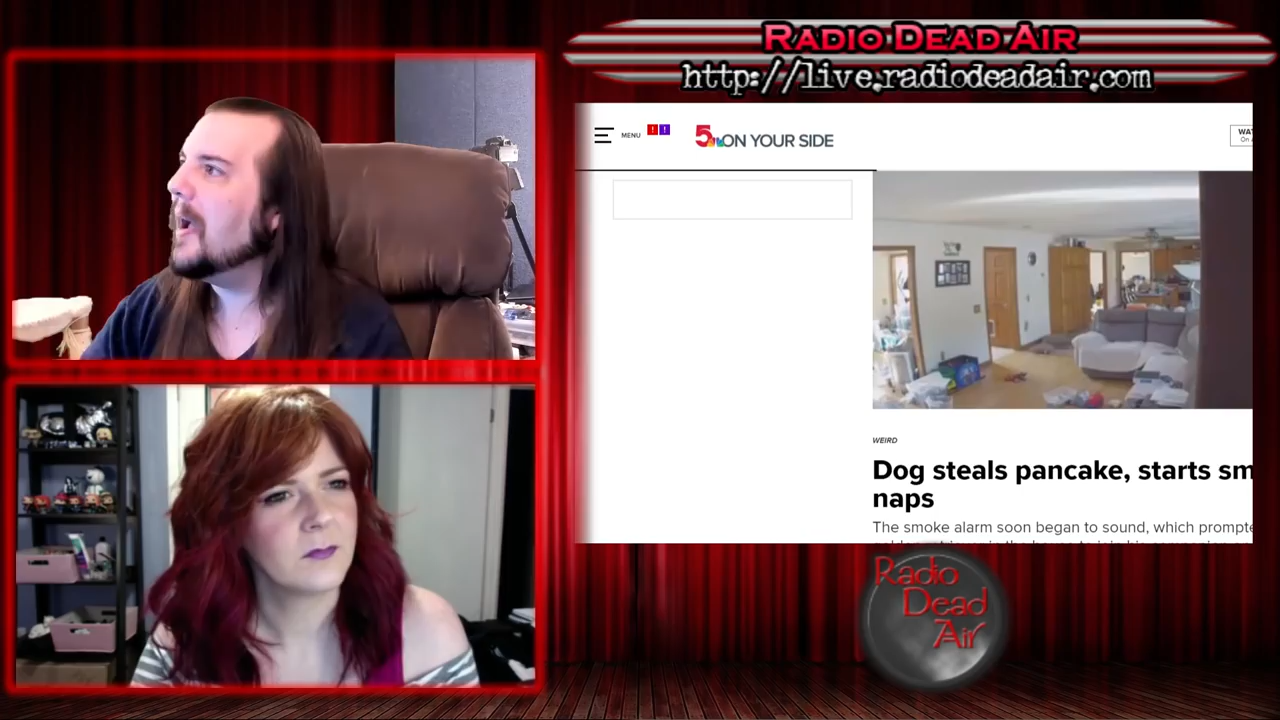 RADIO DEAD AIR
http://live.radiodeadair.com
MENU ! !
5 ON YOUR SIDE
WEIRD
Dog steals pancake, starts sm
naps
The smoke alarm soon began to sound, which prompte
Radio
Dead
Air